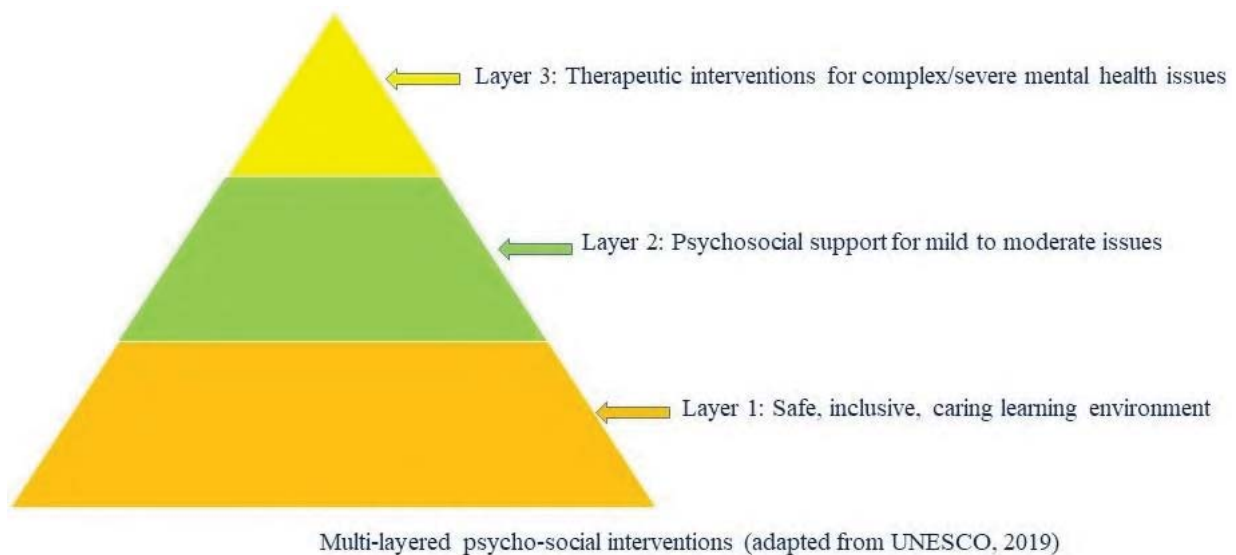 Layer 3: Therapeutic interventions for complex/severe mental health issues
Layer 2: Psychosocial support for mild to moderate issues
Layer 1: Safe, inclusive, caring learning environment
Multi-layered psycho-social interventions (adapted from UNESCO, 2019)